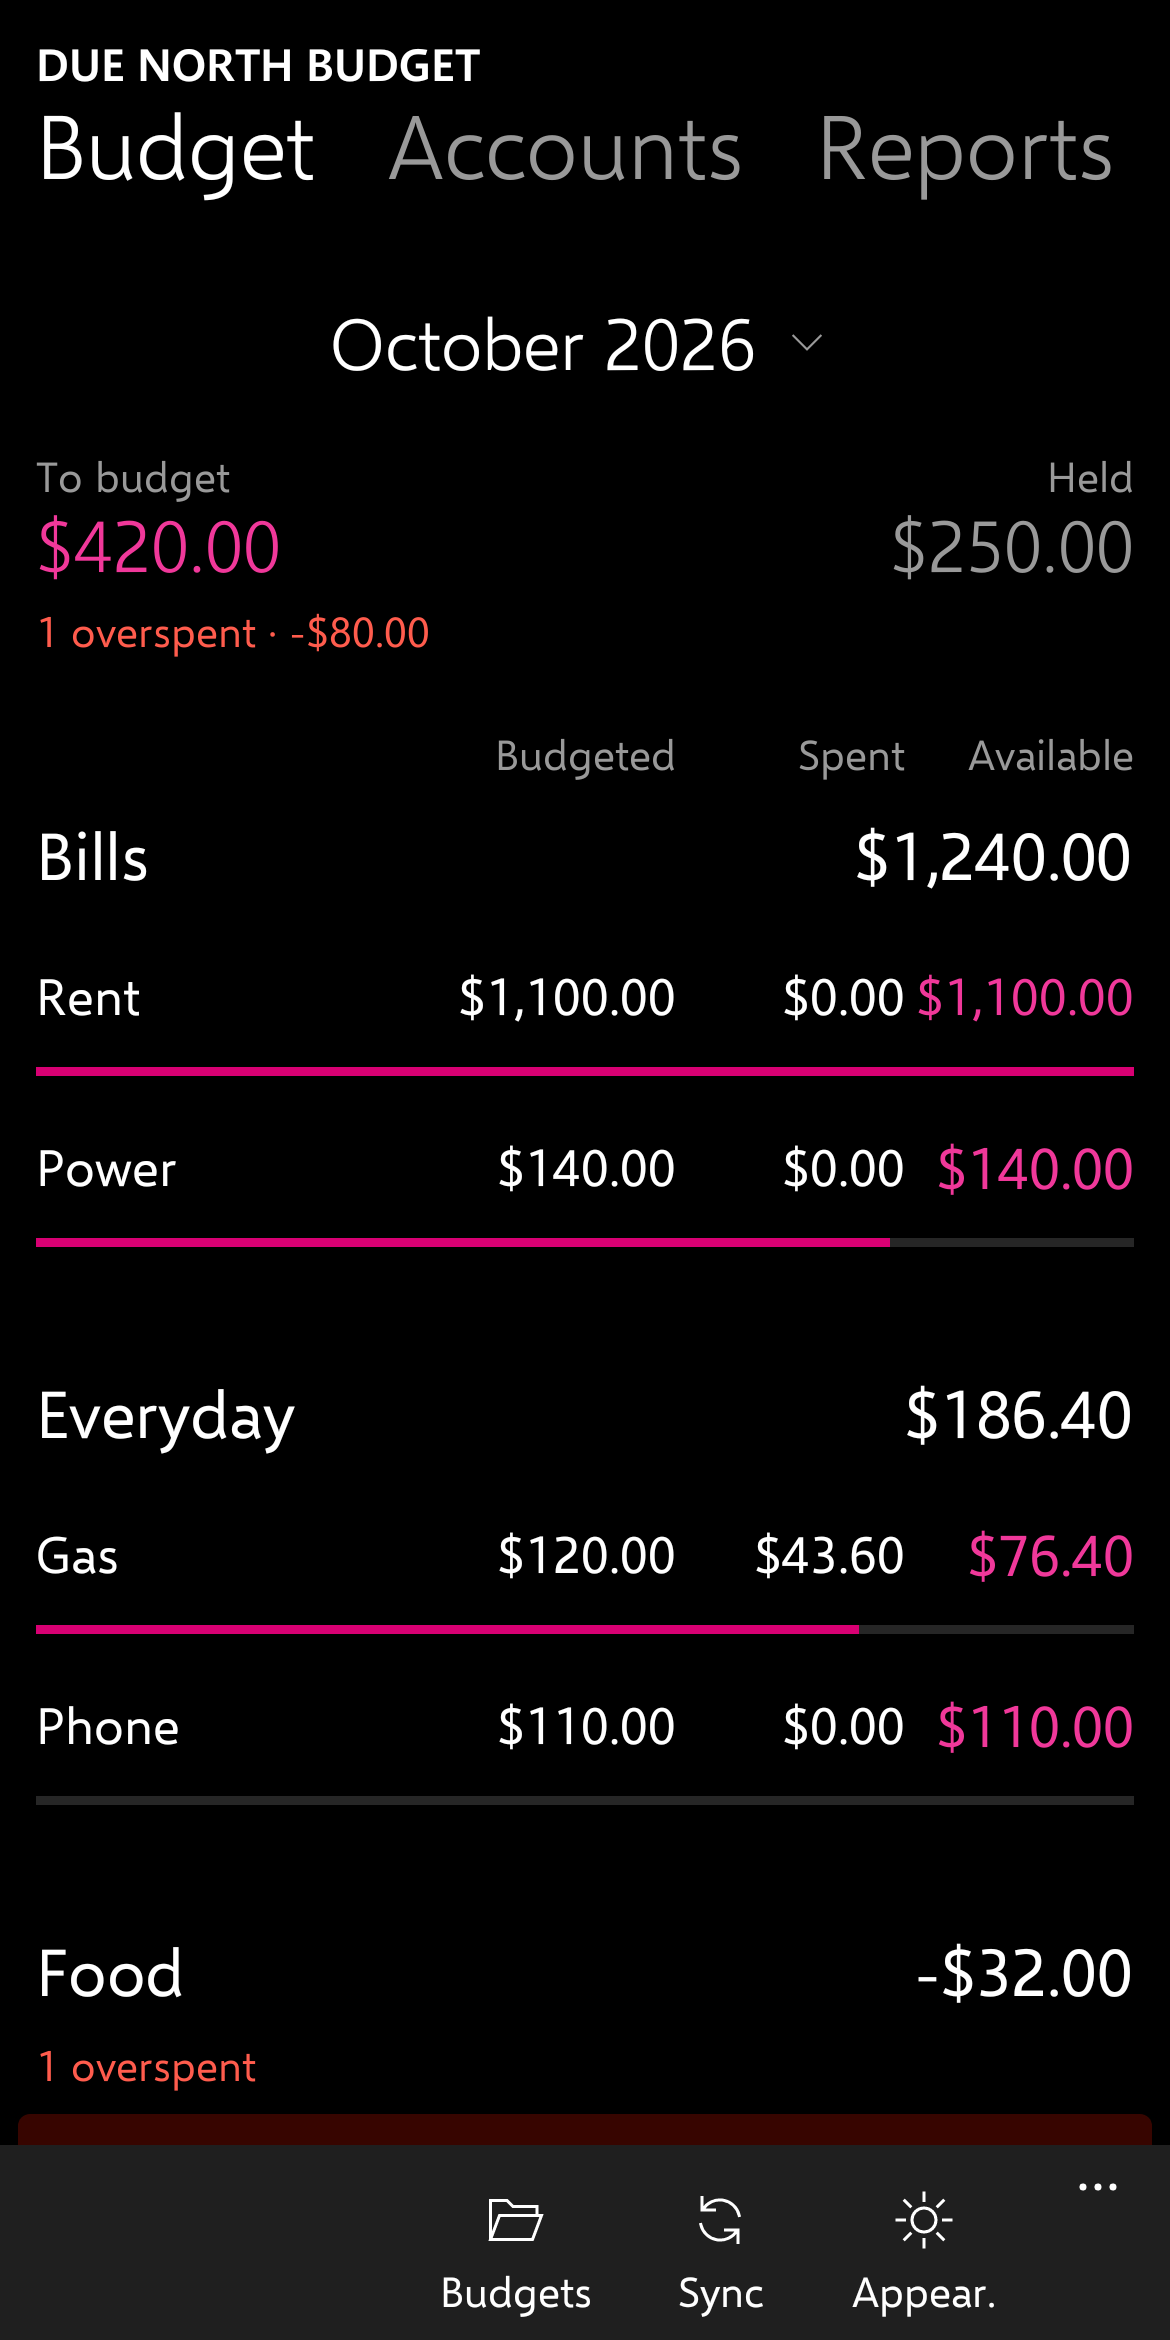 DUE NORTH BUDGET
Budget Accounts Reports
October 2026
To budget Held
$420.00 $250.00
1 overspent · -$80.00
Budgeted Spent Available
Bills $1,240.00
Rent $1,100.00 $0.00 $1,100.00
Power $140.00 $0.00 $140.00
Everyday $186.40
Gas $120.00 $43.60 $76.40
Phone $110.00 $0.00 $110.00
Food -$32.00
1 overspent
Budgets Sync Appear.